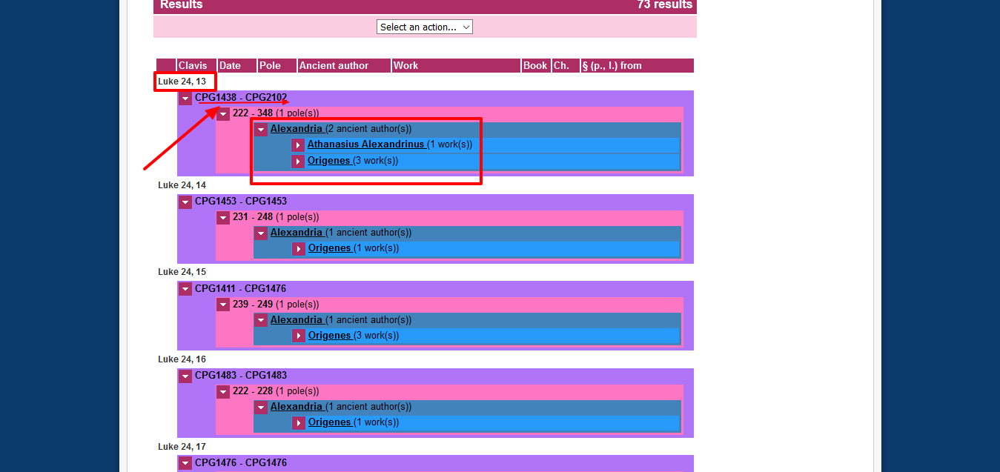 Results 73 results
Select an action...
Clavis Date Pole Ancient author Work Book Ch. § (p., l.) from
Luke 24, 13
CPG1438 - CPG2102
222 - 348 (1 pole(s))
Alexandria (2 ancient author(s))
Athanasius Alexandrinus (1 work(s))
Origenes (3 work(s))
Luke 24, 14
CPG1453 - CPG1453
231 - 248 (1 pole(s))
Alexandria (1 ancient author(s))
Origenes (1 work(s))
Luke 24, 15
CPG1411 - CPG1476
239 - 249 (1 pole(s))
Alexandria (1 ancient author(s))
Origenes (3 work(s))
Luke 24, 16
CPG1483 - CPG1483
222 - 228 (1 pole(s))
Alexandria (1 ancient author(s))
Origenes (1 work(s))
Luke 24, 17
CPG1476 - CPG1476